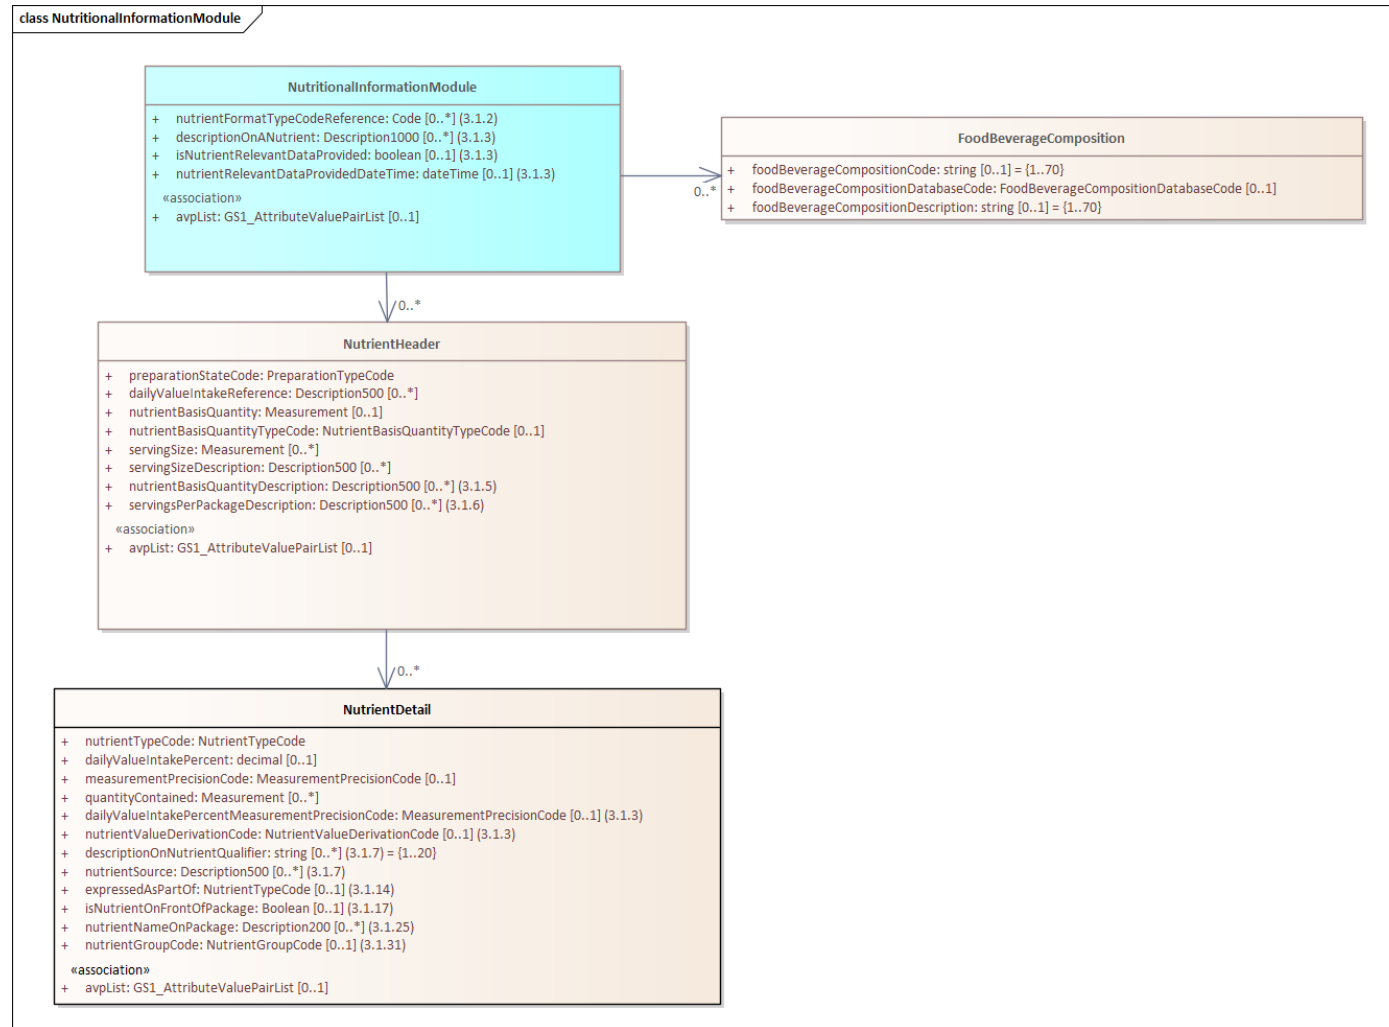 class NutritionalInformationModule
NutritionalInformationModule
+ nutrientFormatTypeCodeReference: Code [0..*] (3.1.2)
+ descriptionOnANutrient: Description1000 [0..*] (3.1.3)
+ isNutrientRelevantDataProvided: boolean [0..1] (3.1.3)
+ nutrientRelevantDataProvidedDateTime: dateTime [0..1] (3.1.3)
«association»
+ avpList: GS1_AttributeValuePairList [0..1]
0..*
FoodBeverageComposition
+ foodBeverageCompositionCode: string [0..1] = {1..70}
+ foodBeverageCompositionDatabaseCode: FoodBeverageCompositionDatabaseCode [0..1]
+ foodBeverageCompositionDescription: string [0..1] = {1..70}
0..*
NutrientHeader
+ preparationStateCode: PreparationTypeCode
+ dailyValueIntakeReference: Description500 [0..*]
+ nutrientBasisQuantity: Measurement [0..1]
+ nutrientBasisQuantityTypeCode: NutrientBasisQuantityTypeCode [0..1]
+ servingSize: Measurement [0..*]
+ servingSizeDescription: Description500 [0..*]
+ nutrientBasisQuantityDescription: Description500 [0..*] (3.1.5)
+ servingsPerPackageDescription: Description500 [0..*] (3.1.6)
«association»
+ avpList: GS1_AttributeValuePairList [0..1]
0..*
NutrientDetail
+ nutrientTypeCode: NutrientTypeCode
+ dailyValueIntakePercent: decimal [0..1]
+ measurementPrecisionCode: MeasurementPrecisionCode [0..1]
+ quantityContained: Measurement [0..*]
+ dailyValueIntakePercentMeasurementPrecisionCode: MeasurementPrecisionCode [0..1] (3.1.3)
+ nutrientValueDerivationCode: NutrientValueDerivationCode [0..1] (3.1.3)
+ descriptionOnNutrientQualifier: string [0..*] (3.1.7) = {1..20}
+ nutrientSource: Description500 [0..*] (3.1.7)
+ expressedAsPartOf: NutrientTypeCode [0..1] (3.1.14)
+ isNutrientOnFrontOfPackage: Boolean [0..1] (3.1.17)
+ nutrientNameOnPackage: Description200 [0..*] (3.1.25)
+ nutrientGroupCode: NutrientGroupCode [0..1] (3.1.31)
«association»
+ avpList: GS1_AttributeValuePairList [0..1]